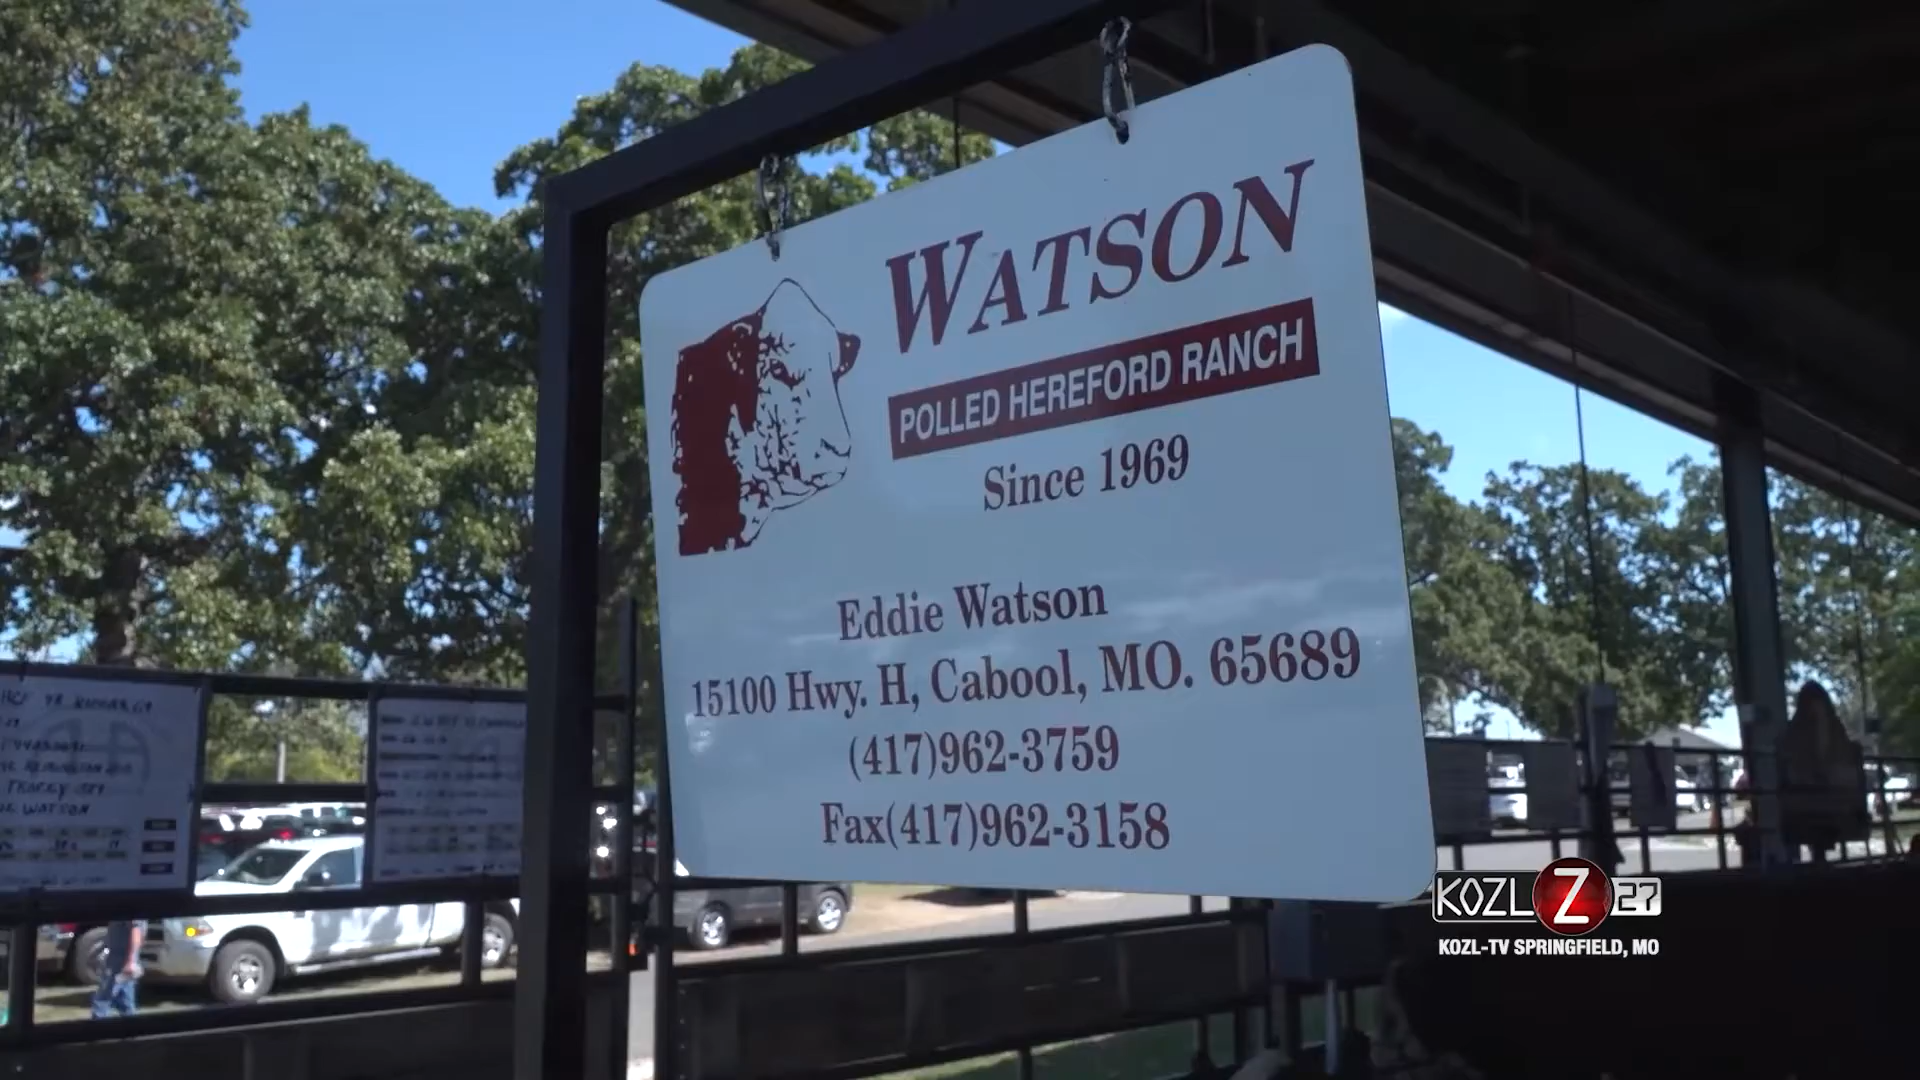 WATSON
POLLED HEREFORD RANCH
Since 1969
Eddie Watson
15100 Hwy. H, Cabool, MO. 65689
(417)962-3759
Fax(417)962-3158
WATSON
KOZL Z 27
KOZL-TV SPRINGFIELD, MO